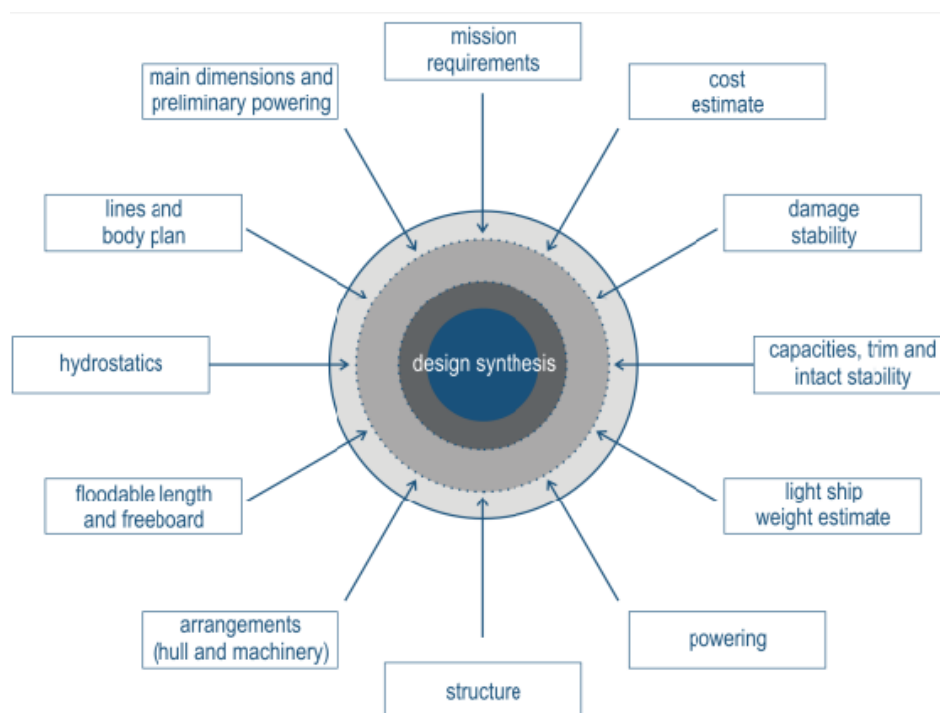 mission
requirements
main dimensions and
preliminary powering
cost
estimate
lines and
body plan
damage
stability
hydrostatics
design synthesis
capacities, trim and
intact stability
floodable length
and freeboard
light ship
weight estimate
arrangements
(hull and machinery)
powering
structure